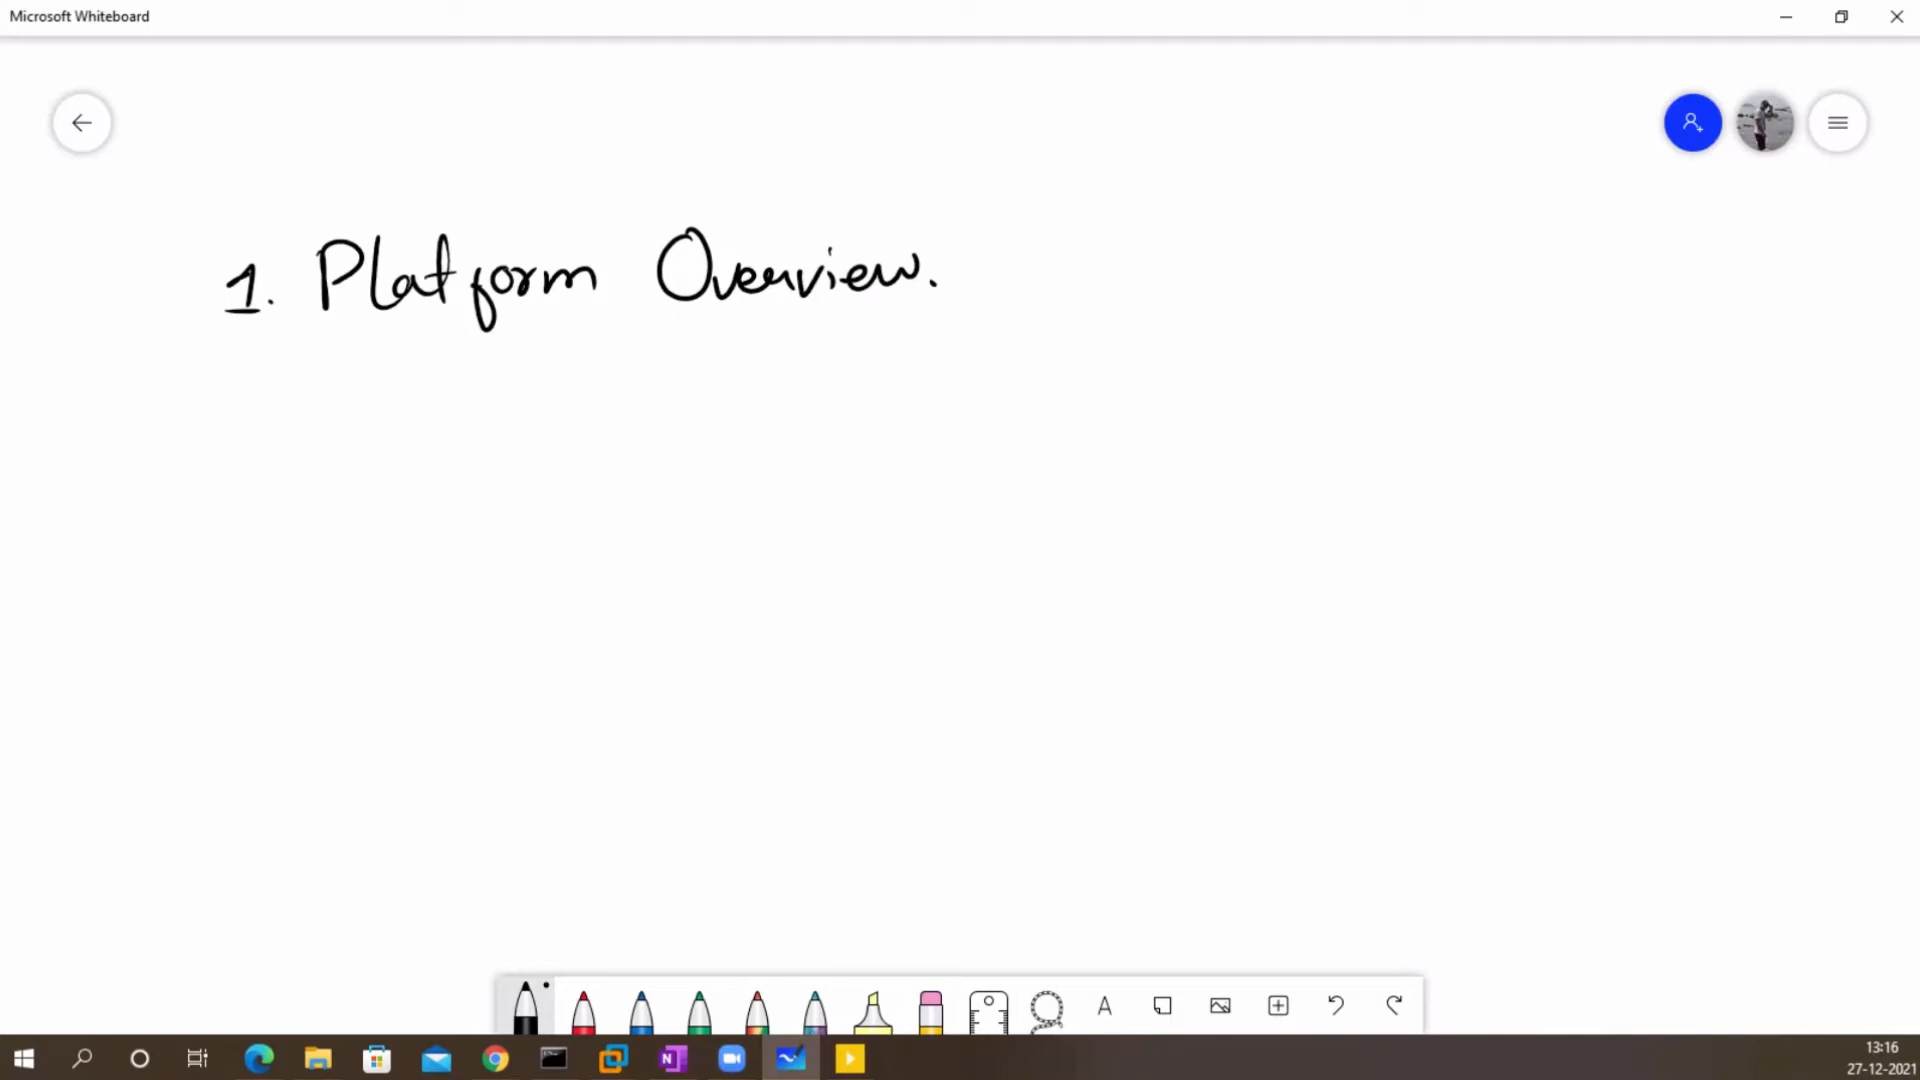 Microsoft Whiteboard
1. Platform Overview.
A
N
13:16
27-12-2021